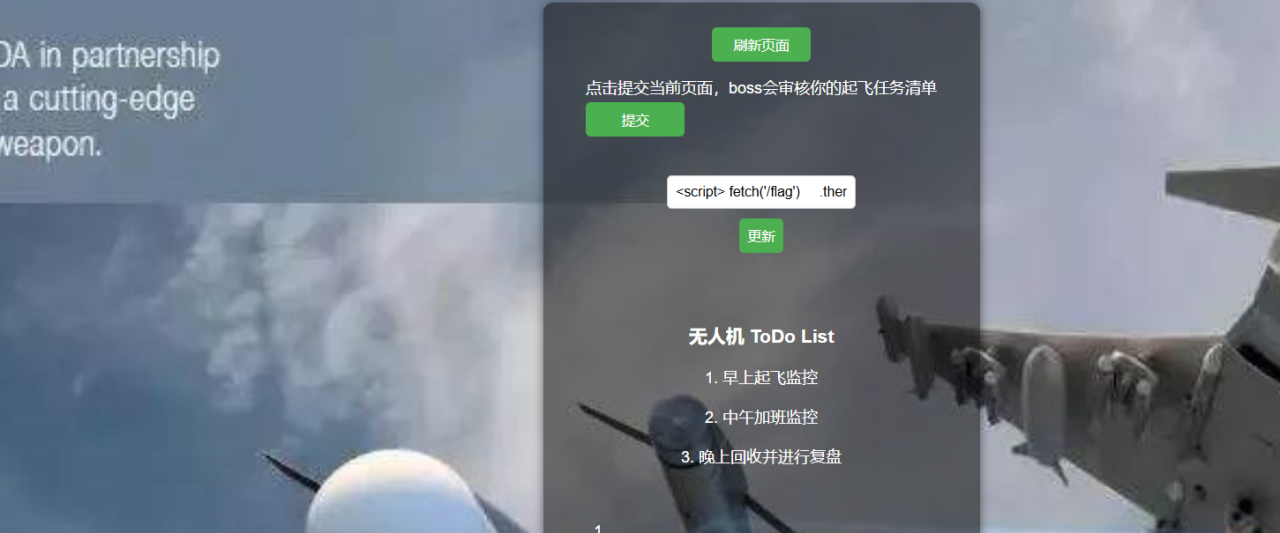 DA in partnership
a cutting-edge
weapon.
刷新页面
点击提交当前页面，boss会审核你的起飞任务清单
提交
<script> fetch('/flag') .ther
更新
无人机 ToDo List
1. 早上起飞监控
2. 中午加班监控
3. 晚上回收并进行复盘
1